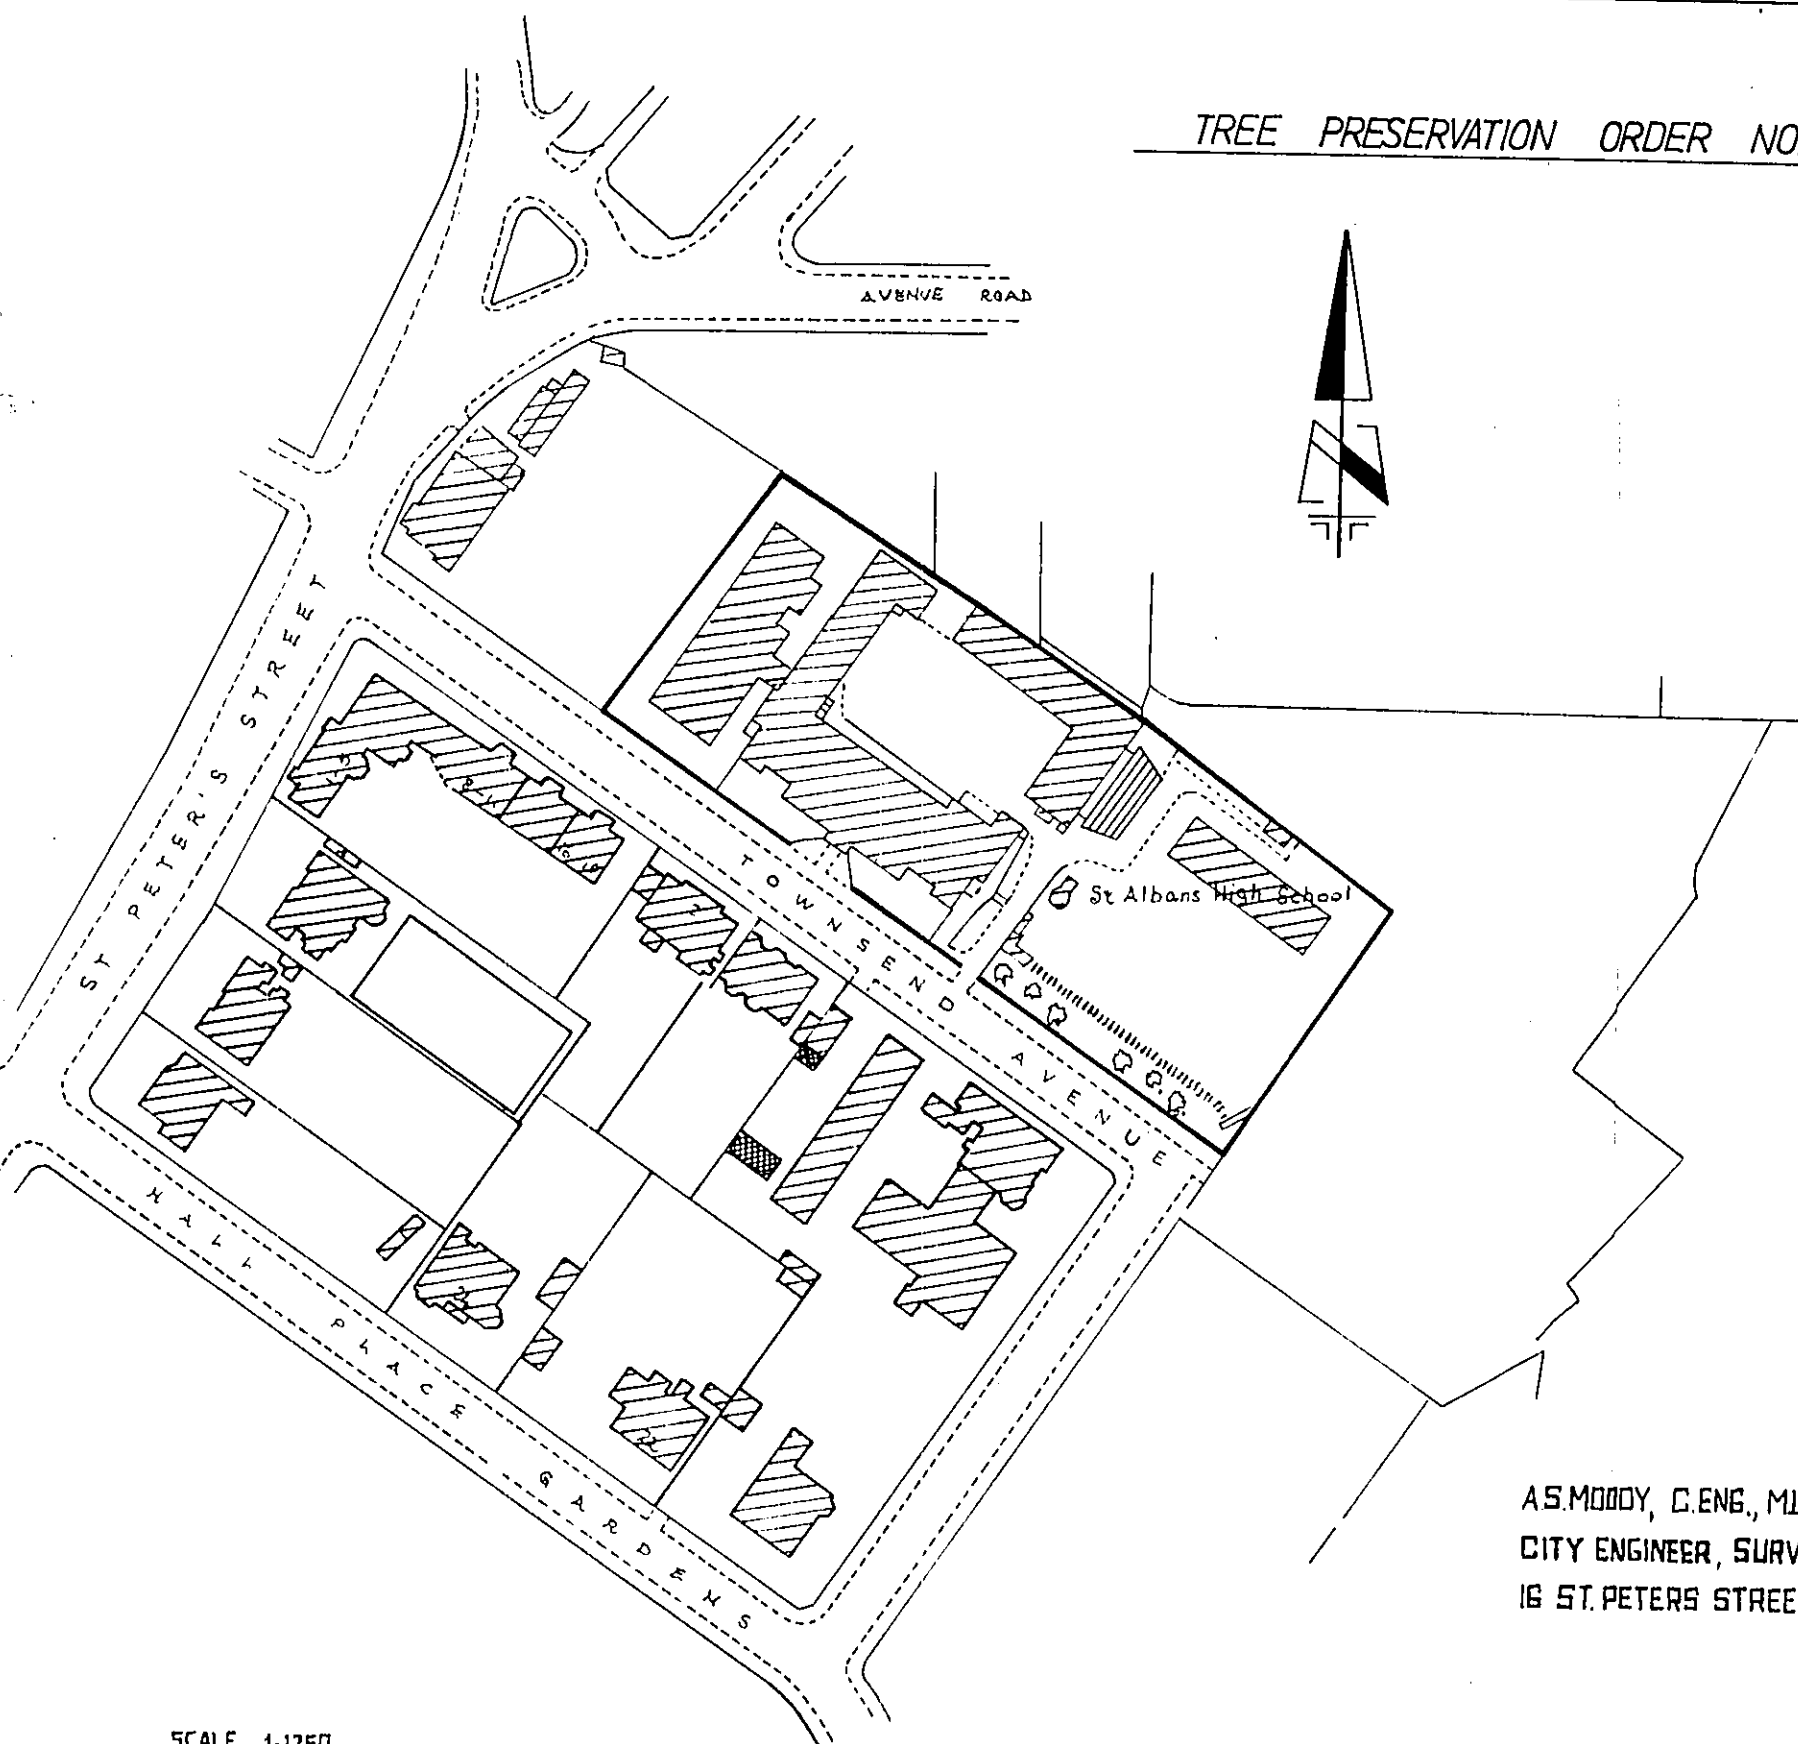 TREE PRESERVATION ORDER NO.
AVENUE ROAD
ST PETER'S STREET
TOWNSEND AVENUE
St Albans High School
HALL PLACE GARDENS
A.S.MOODY, C.ENG.,
CITY ENGINEER,
16 ST. PETERS
SCALE 1:1250